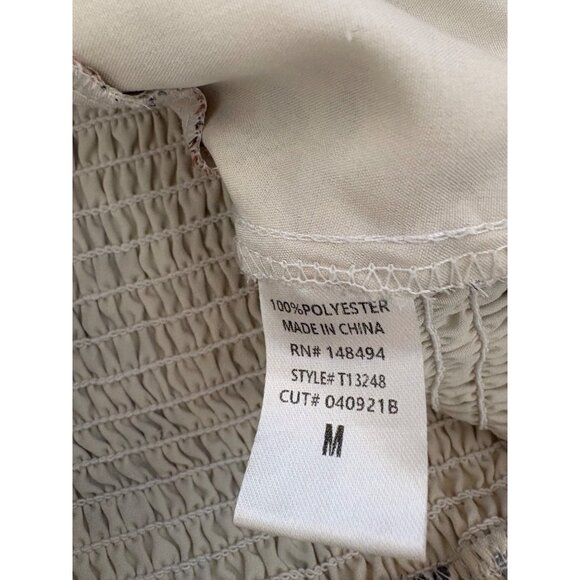 100%POLYESTER
MADE IN CHINA
RN# 148494
STYLE# T13248
CUT# 040921B
M